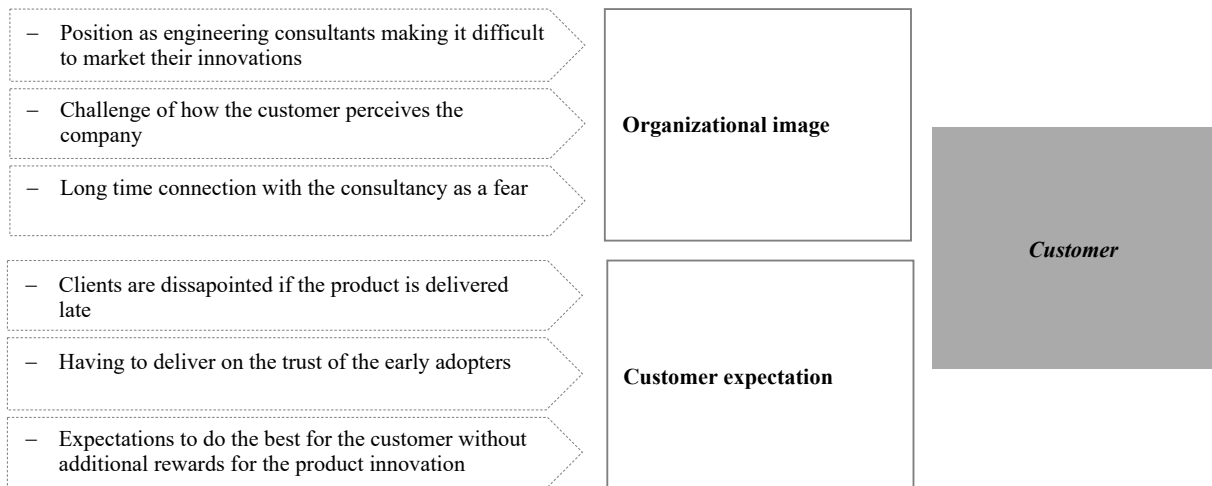 – Position as engineering consultants making it difficult
to market their innovations
– Challenge of how the customer perceives the
company
– Long time connection with the consultancy as a fear
Organizational image
– Clients are dissapointed if the product is delivered
late
– Having to deliver on the trust of the early adopters
– Expectations to do the best for the customer without
additional rewards for the product innovation
Customer expectation
Customer